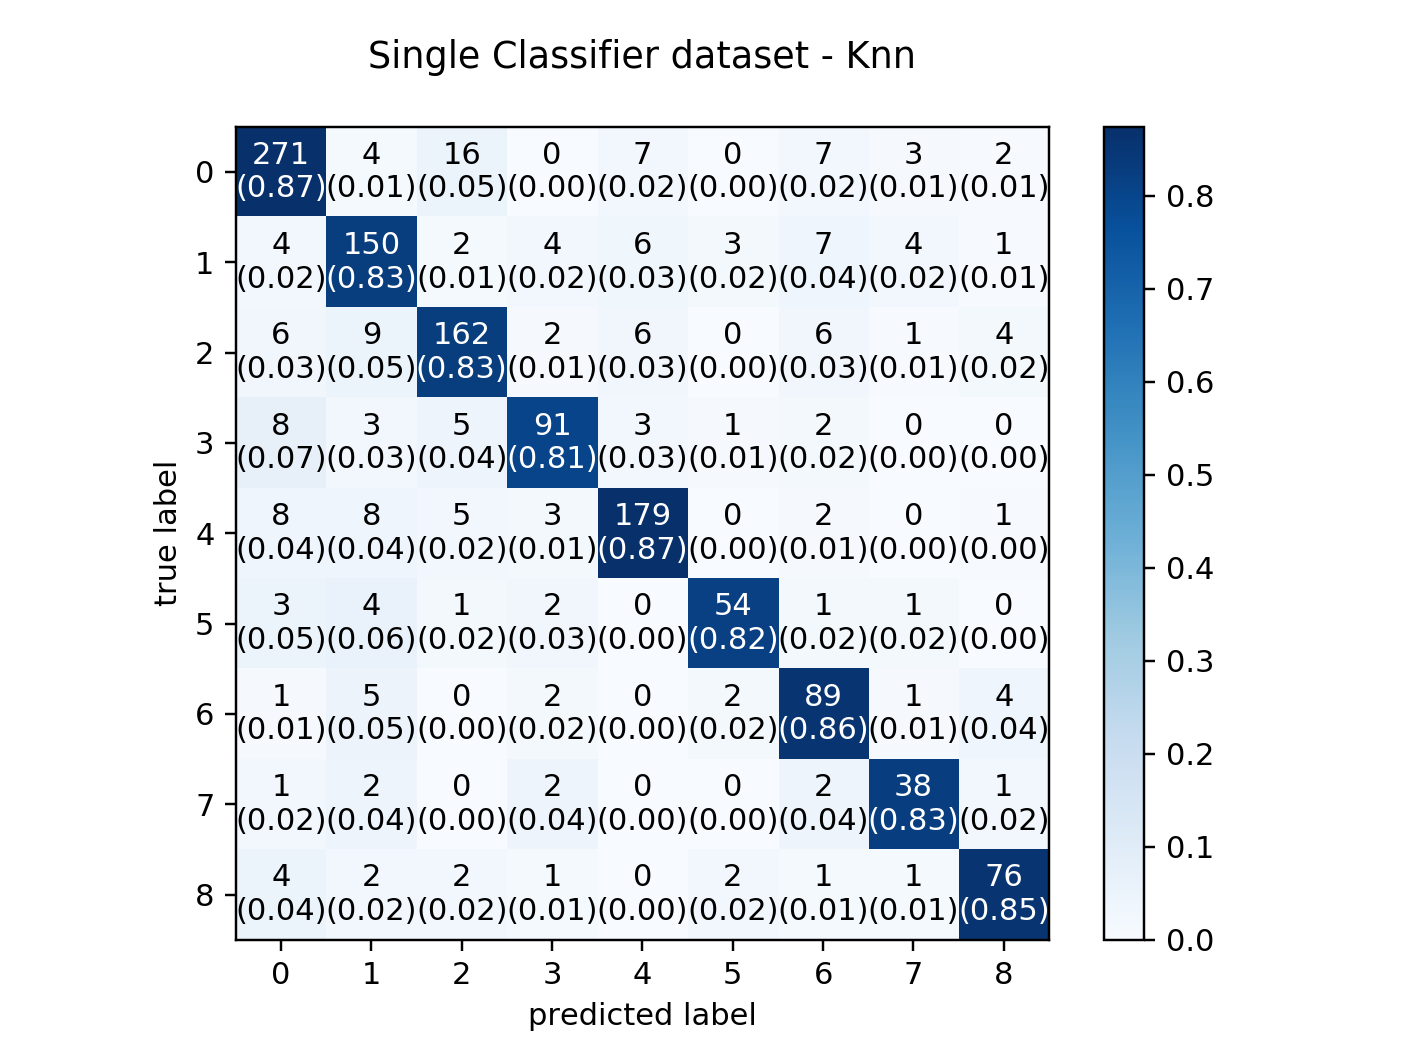 Single Classifier dataset - Knn
0 271 4 16 0 7 0 7 3 2
(0.87) (0.01) (0.05) (0.00) (0.02) (0.00) (0.02) (0.01) (0.01)
1 4 150 2 4 6 3 7 4 1
(0.02) (0.83) (0.01) (0.02) (0.03) (0.02) (0.04) (0.02) (0.01)
2 6 9 162 2 6 0 6 1 4
(0.03) (0.05) (0.83) (0.01) (0.03) (0.00) (0.03) (0.01) (0.02)
3 8 3 5 91 3 1 2 0 0
(0.07) (0.03) (0.04) (0.81) (0.03) (0.01) (0.02) (0.00) (0.00)
4 8 8 5 3 179 0 2 0 1
(0.04) (0.04) (0.02) (0.01) (0.87) (0.00) (0.01) (0.00) (0.00)
5 3 4 1 2 0 54 1 1 0
(0.05) (0.06) (0.02) (0.03) (0.00) (0.82) (0.02) (0.02) (0.00)
6 1 5 0 2 0 2 89 1 4
(0.01) (0.05) (0.00) (0.02) (0.00) (0.02) (0.86) (0.01) (0.04)
7 1 2 0 2 0 0 2 38 1
(0.02) (0.04) (0.00) (0.04) (0.00) (0.00) (0.04) (0.83) (0.02)
8 4 2 2 1 0 2 1 1 76
(0.04) (0.02) (0.02) (0.01) (0.00) (0.02) (0.01) (0.01) (0.85)
0 1 2 3 4 5 6 7 8
predicted label
true label
0.8
0.7
0.6
0.5
0.4
0.3
0.2
0.1
0.0